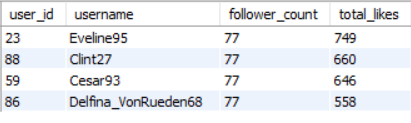 user_id username follower_count total_likes
23 Eveline95 77 749
88 Clint27 77 660
59 Cesar93 77 646
86 Delfina_VonRueden68 77 558